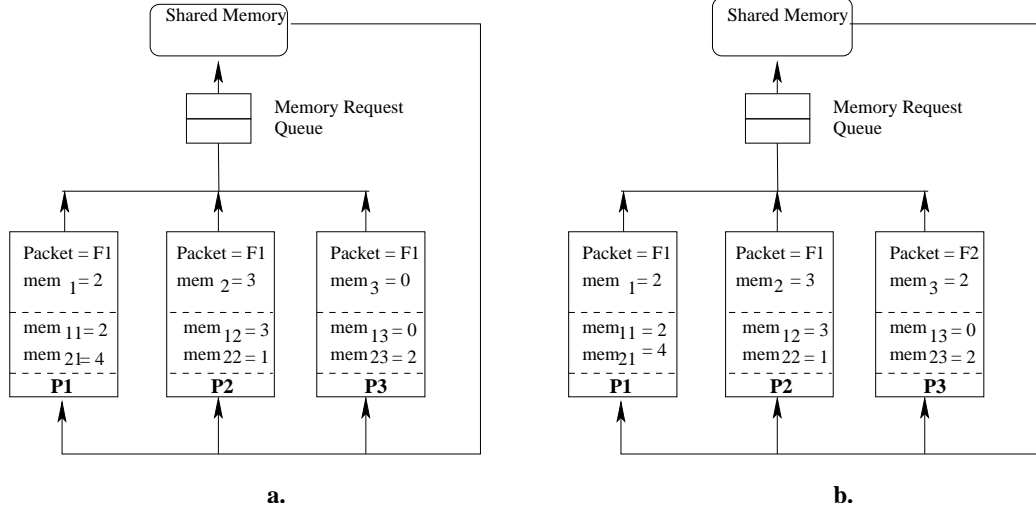 Shared Memory
Memory Request
Queue
Packet = F1
mem 1 = 2
mem 11 = 2
mem 21 = 4
P1
Packet = F1
mem 2 = 3
mem 12 = 3
mem 22 = 1
P2
Packet = F1
mem 3 = 0
mem 13 = 0
mem 23 = 2
P3
a.
Shared Memory
Memory Request
Queue
Packet = F1
mem 1 = 2
mem 11 = 2
mem 21 = 4
P1
Packet = F1
mem 2 = 3
mem 12 = 3
mem 22 = 1
P2
Packet = F2
mem 3 = 2
mem 13 = 0
mem 23 = 2
P3
b.